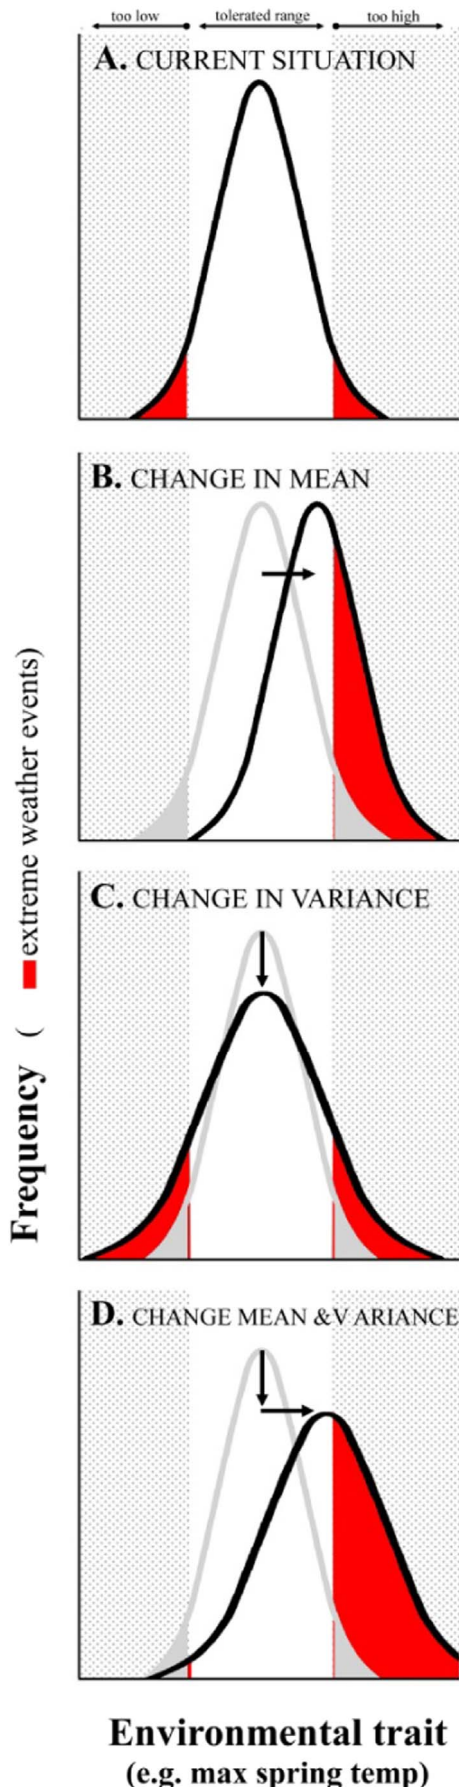 too low
tolerated range
too high
A. CURRENT SITUATION
B. CHANGE IN MEAN
C. CHANGE IN VARIANCE
D. CHANGE MEAN &V ARIANCE
Frequency ( extreme weather events)
Environmental trait
(e.g. max spring temp)